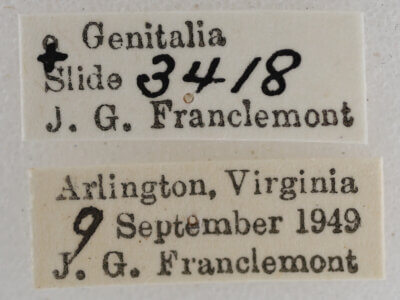 ♀ Genitalia
Slide 3418
J. G. Franclemont
Arlington, Virginia
9 September 1949
J. G. Franclemont